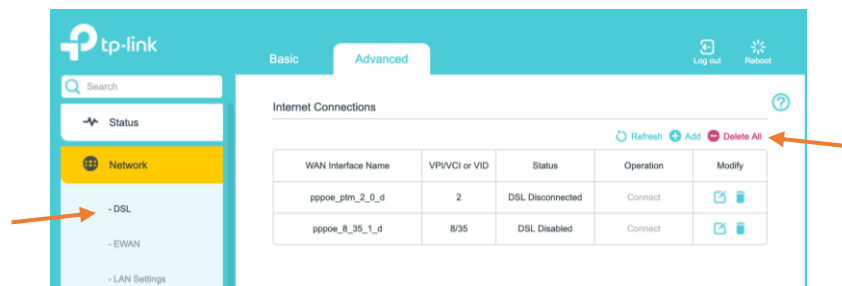 tp-link
Basic Advanced Log out Reboot
Search
Status
Network
- DSL
- EWAN
- LAN Settings
Internet Connections
Refresh Add Delete All
WAN Interface Name VPI/VCI or VID Status Operation Modify
pppoe_ptm_2_0_d 2 DSL Disconnected Connect
pppoe_8_35_1_d 8/35 DSL Disabled Connect